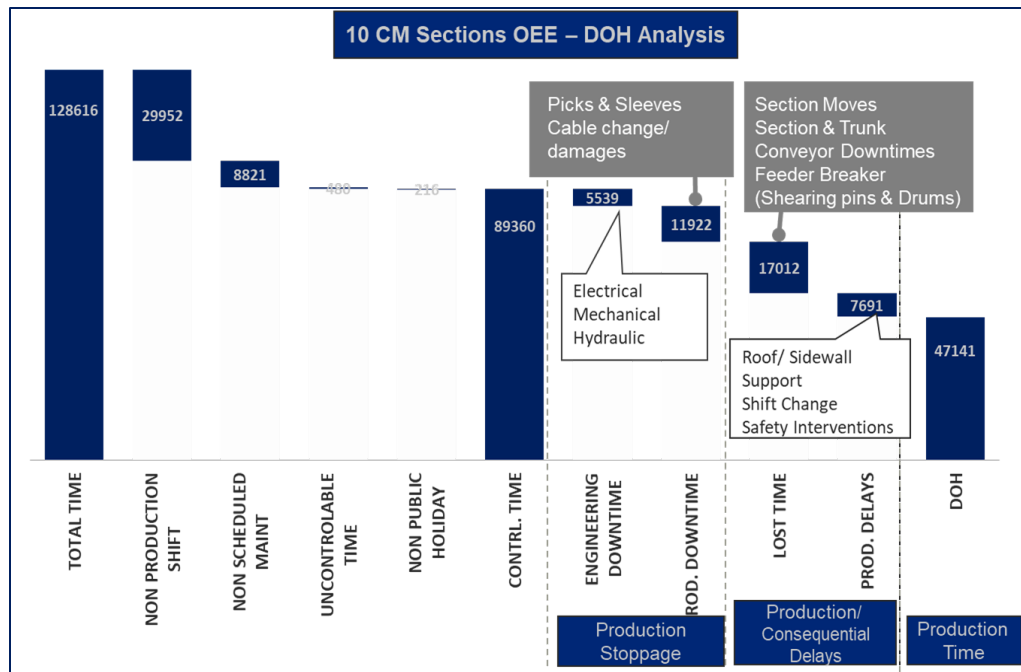 10 CM Sections OEE – DOH Analysis
Picks & Sleeves
Cable change/
damages
Section Moves
Section & Trunk
Conveyor Downtimes
Feeder Breaker
(Shearing pins & Drums)
128616
29952
8821
480
216
89360
5539
11922
17012
7691
47141
Electrical
Mechanical
Hydraulic
Roof/ Sidewall
Support
Shift Change
Safety Interventions
TOTAL TIME
NON PRODUCTION
SHIFT
NON SCHEDULED
MAINT
UNCONTROLABLE
TIME
NON PUBLIC
HOLIDAY
CONTRL. TIME
ENGINEERING
DOWNTIME
ROD. DOWNTIME
LOST TIME
PROD. DELAYS
DOH
Production
Stoppage
Production/
Consequential
Delays
Production
Time